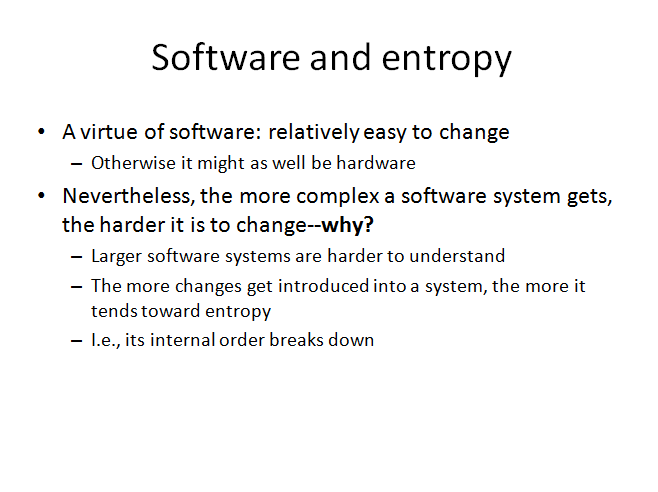 Software and entropy
• A virtue of software: relatively easy to change
– Otherwise it might as well be hardware
• Nevertheless, the more complex a software system gets,
the harder it is to change--why?
– Larger software systems are harder to understand
– The more changes get introduced into a system, the more it
tends toward entropy
– I.e., its internal order breaks down